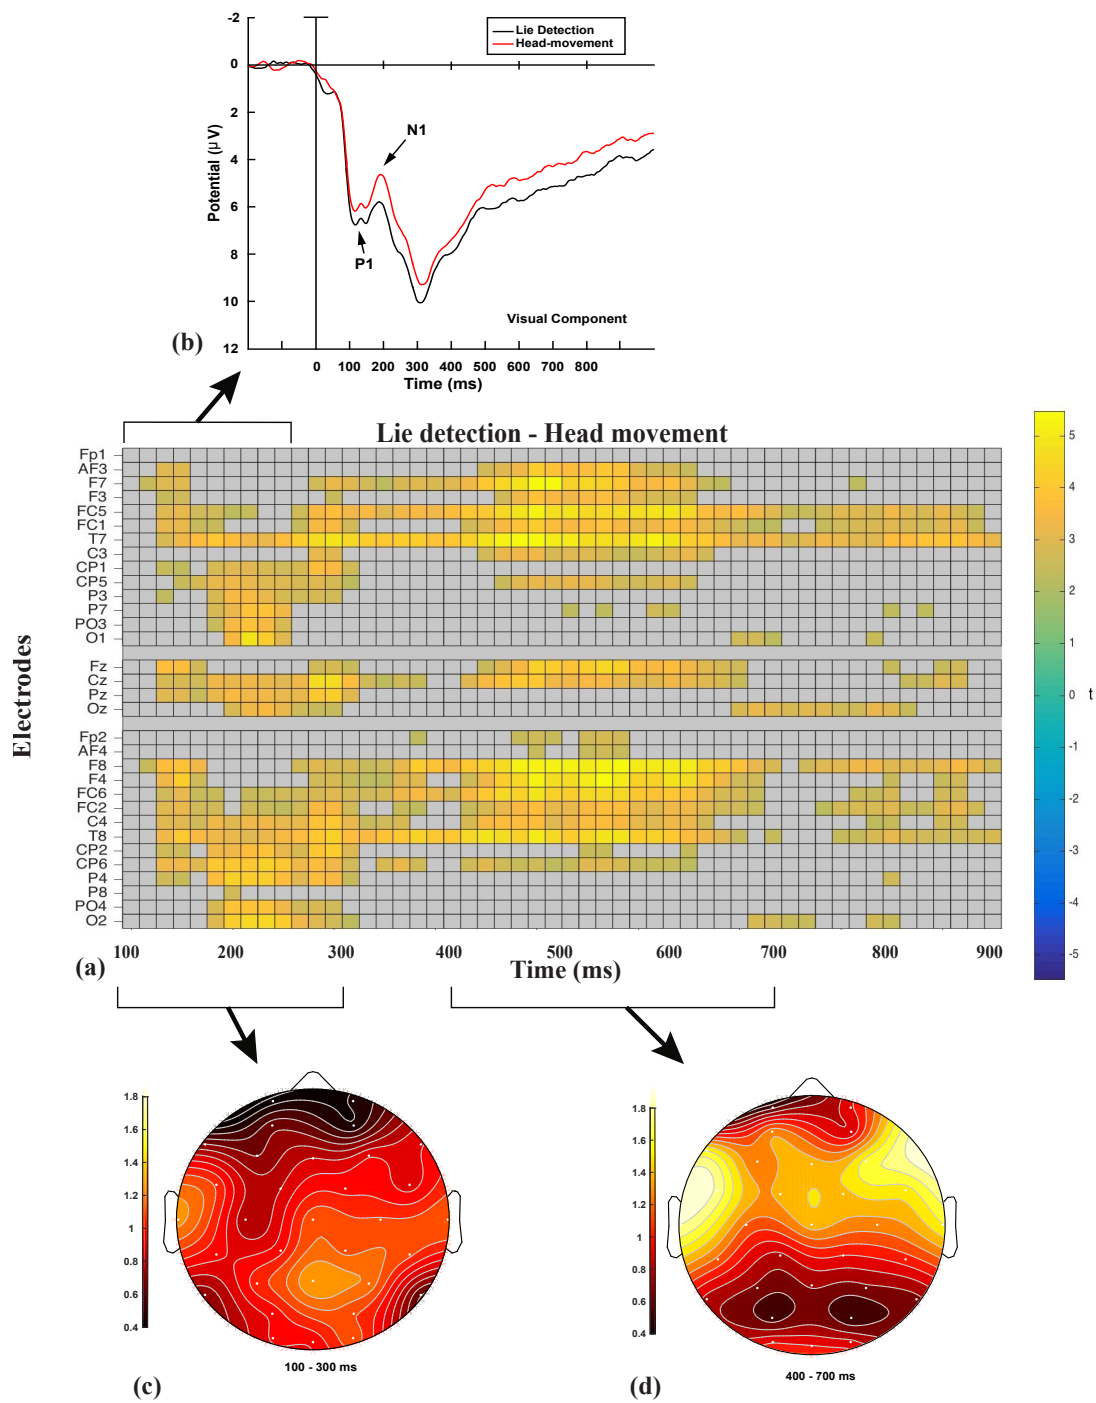 -2
0
2
4
6
8
10
12
Potential (µV)
Lie Detection
Head-movement
N1
P1
Visual Component
0 100 200 300 400 500 600 700 800
Time (ms)
(b)
Lie detection - Head movement
Electrodes
Fp1
AF3
F7
F3
FC5
FC1
T7
C3
CP1
CP5
P3
P7
PO3
O1
Fz
Cz
Pz
Oz
Fp2
AF4
F8
F4
FC6
FC2
C4
T8
CP2
CP6
P4
P8
PO4
O2
100 200 300 400 500 600 700 800 900
(a)
Time (ms)
5
4
3
2
1
0 t
-1
-2
-3
-4
-5
1.8
1.6
1.4
1.2
1
0.8
0.6
0.4
100 - 300 ms
(c)
1.8
1.6
1.4
1.2
1
0.8
0.6
0.4
400 - 700 ms
(d)